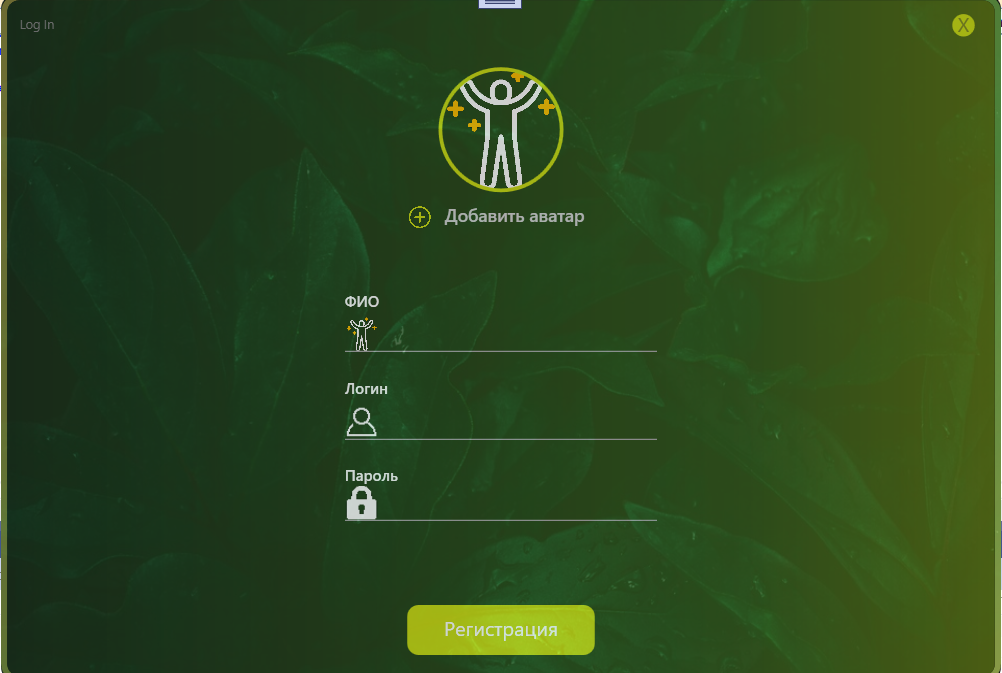 Log In
X
Добавить аватар
ФИО
Логин
Пароль
Регистрация